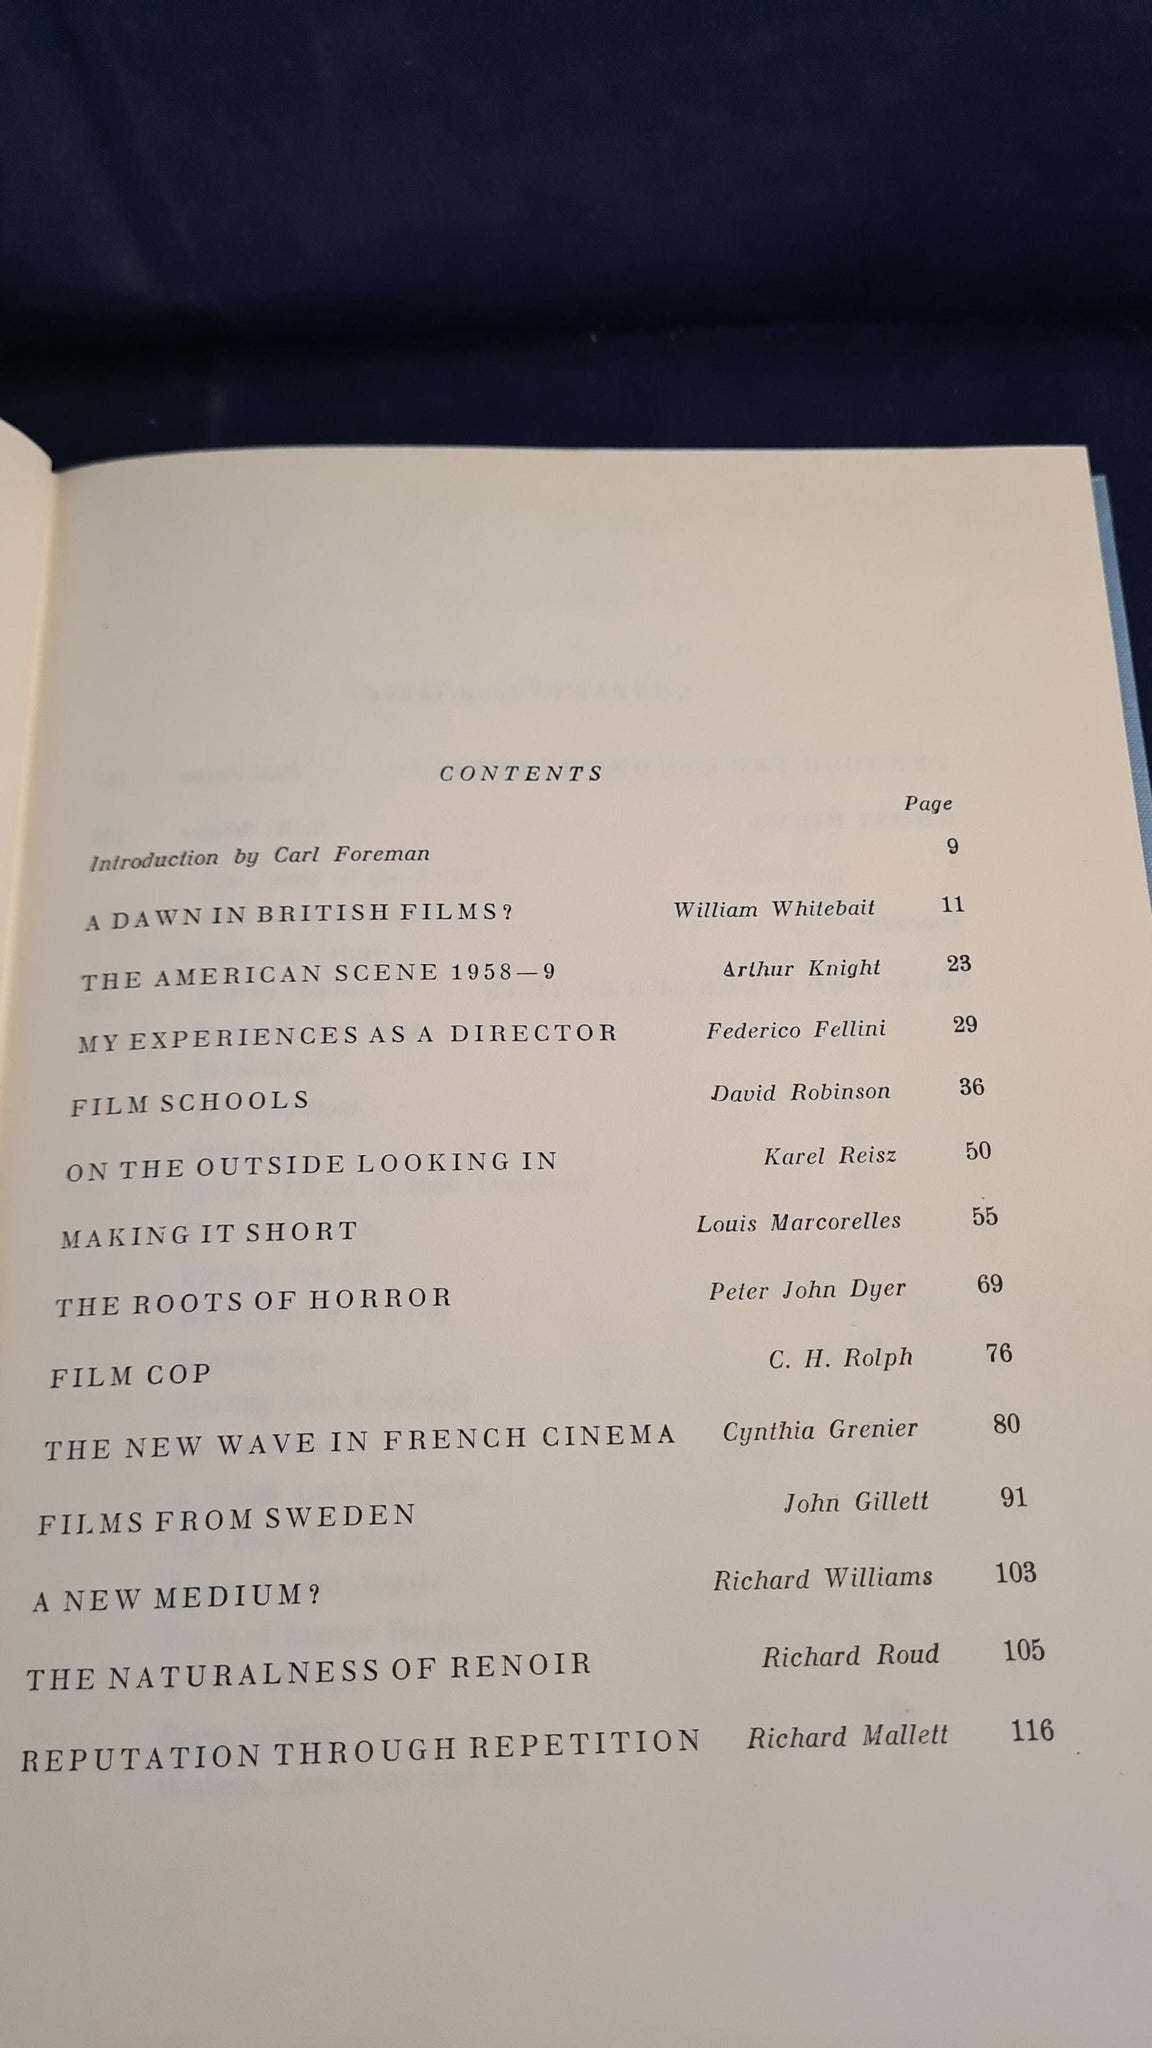 CONTENTS
Page
Introduction by Carl Foreman 9
A DAWN IN BRITISH FILMS? William Whitebait 11
THE AMERICAN SCENE 1958—9 Arthur Knight 23
MY EXPERIENCES AS A DIRECTOR Federico Fellini 29
FILM SCHOOLS David Robinson 36
ON THE OUTSIDE LOOKING IN Karel Reisz 50
MAKING IT SHORT Louis Marcorelles 55
THE ROOTS OF HORROR Peter John Dyer 69
FILM COP C. H. Rolph 76
THE NEW WAVE IN FRENCH CINEMA Cynthia Grenier 80
FILMS FROM SWEDEN John Gillett 91
A NEW MEDIUM? Richard Williams 103
THE NATURALNESS OF RENOIR Richard Roud 105
REPUTATION THROUGH REPETITION Richard Mallett 116